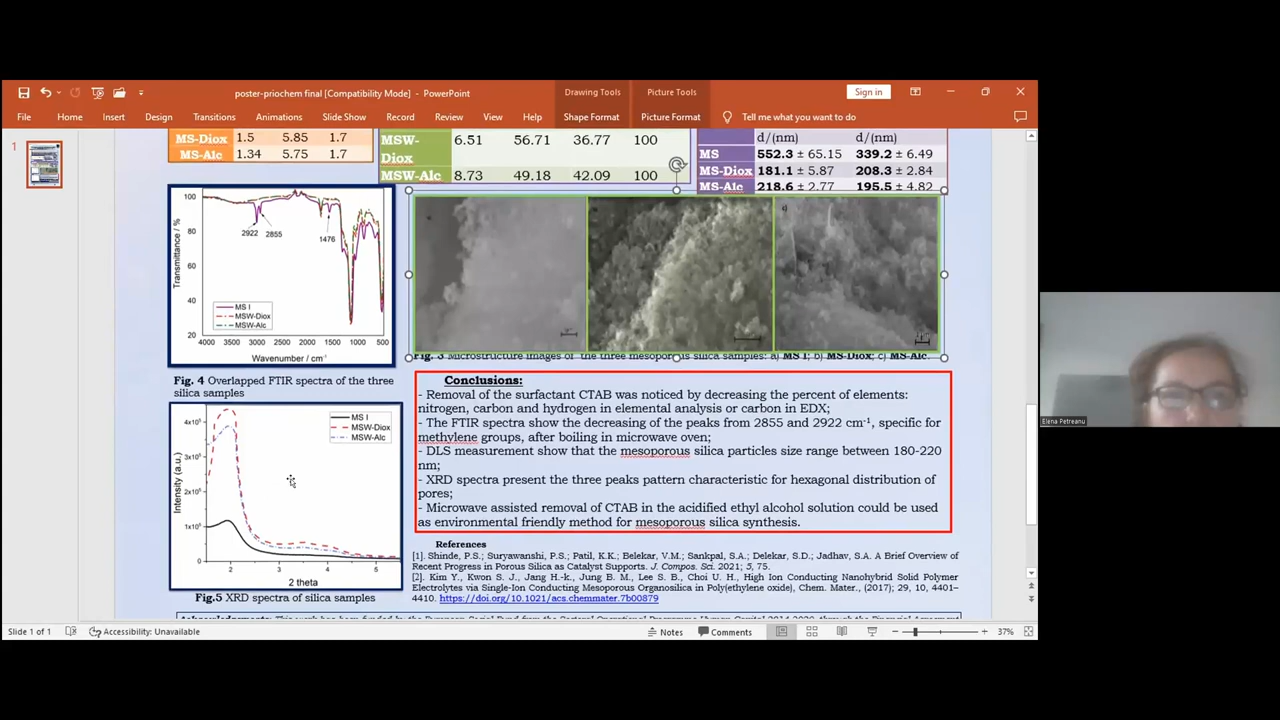 poster-priochem final [Compatibility Mode] - PowerPoint
Drawing Tools
Picture Tools
Sign in
File Home Insert Design Transitions Animations Slide Show Record Review View Help Shape Format Picture Format Tell me what you want to do
1
MS-Diox 1.5 5.85 1.7
MS-Alc 1.34 5.75 1.7
MSW-Diox 6.51 56.71 36.77 100
MSW-Alc 8.73 49.18 42.09 100
d/(nm) d/(nm)
MS 552.3 ± 65.15 339.2 ± 6.49
MS-Diox 181.1 ± 5.87 208.3 ± 2.84
MS-Alc 218.6 ± 2.77 195.5 ± 4.82
Transmittance / %
100
80
60
40
20
2922 2855 1476
MS I
MSW-Diox
MSW-Alc
4000 3500 3000 2500 2000 1500 1000 500
Wavenumber / cm-1
Fig. 4 Overlapped FTIR spectra of the three
silica samples
Fig. 3 Microstructure images of the three mesoporous silica samples: a) MS I; b) MS-Diox; c) MS-Alc.
Intensity (a.u.)
4x10⁵
3x10⁵
2x10⁵
1x10⁵
0
MS I
MSW-Diox
MSW-Alc
2 3 4 5
2 theta
Fig.5 XRD spectra of silica samples
Conclusions:
- Removal of the surfactant CTAB was noticed by decreasing the percent of elements:
nitrogen, carbon and hydrogen in elemental analysis or carbon in EDX;
- The FTIR spectra show the decreasing of the peaks from 2855 and 2922 cm-1, specific for
methylene groups, after boiling in microwave oven;
- DLS measurement show that the mesoporous silica particles size range between 180-220
nm;
- XRD spectra present the three peaks pattern characteristic for hexagonal distribution of
pores;
- Microwave assisted removal of CTAB in the acidified ethyl alcohol solution could be used
as environmental friendly method for mesoporous silica synthesis.
References
[1]. Shinde, P.S.; Suryawanshi, P.S.; Patil, K.K.; Belekar, V.M.; Sankpal, S.A.; Delekar, S.D.; Jadhav, S.A. A Brief Overview of
Recent Progress in Porous Silica as Catalyst Supports. J. Compos. Sci. 2021; 5, 75.
[2]. Kim Y., Kwon S. J., Jang H.-k., Jung B. M., Lee S. B., Choi U. H., High Ion Conducting Nanohybrid Solid Polymer
Electrolytes via Single-Ion Conducting Mesoporous Organosilica in Poly(ethylene oxide), Chem. Mater., (2017); 29, 10, 4401–
4410. https://doi.org/10.1021/acs.chemmater.7b00879
Slide 1 of 1 Accessibility: Unavailable Notes Comments 37%
Elena Petreanu